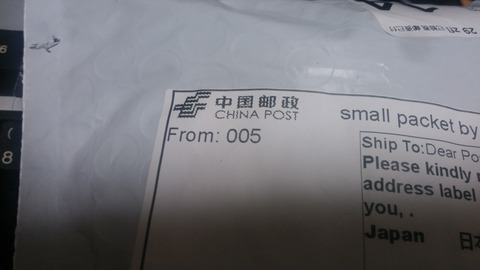 中国邮政
CHINA POST
small packet by
From: 005
Ship To:Dear Po
Please kindly
address label
you, .
Japan